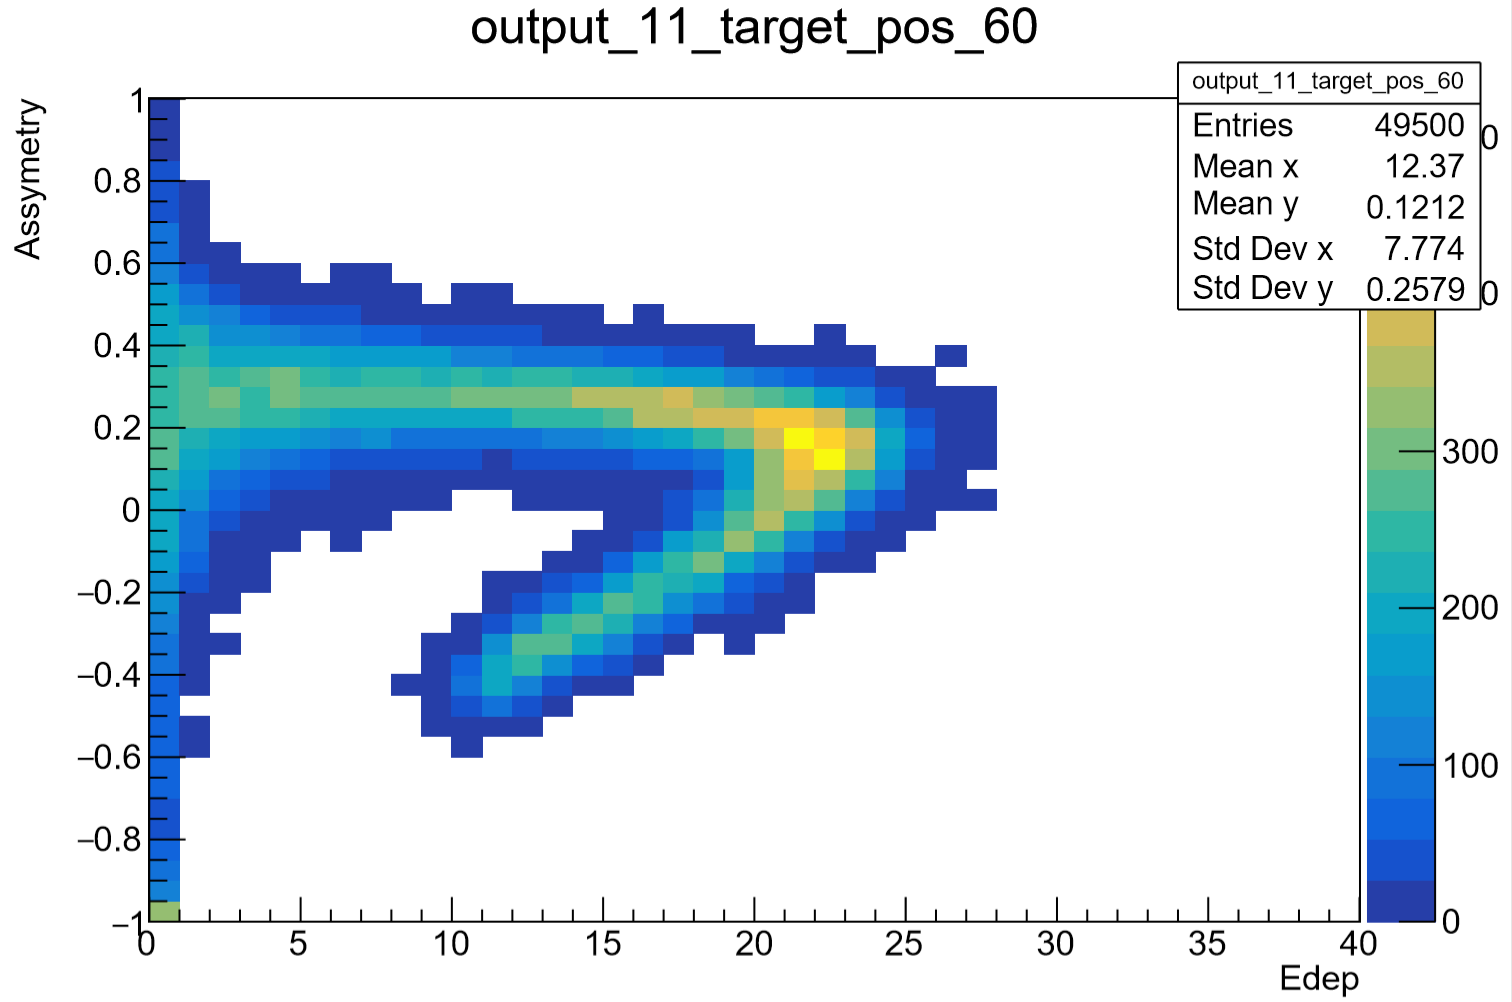 output_11_target_pos_60
output_11_target_pos_60
Entries 49500
Mean x 12.37
Mean y 0.1212
Std Dev x 7.774
Std Dev y 0.2579
Assymetry
1
0.8
0.6
0.4
0.2
0
−0.2
−0.4
−0.6
−0.8
−1
0 5 10 15 20 25 30 35 40
Edep
0
0
300
200
100
0